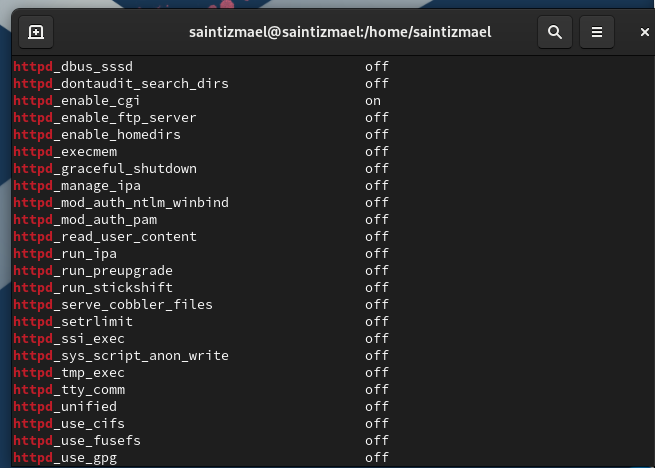 saintizmael@saintizmael:/home/saintizmael
httpd_dbus_sssd off
httpd_dontaudit_search_dirs off
httpd_enable_cgi on
httpd_enable_ftp_server off
httpd_enable_homedirs off
httpd_execmem off
httpd_graceful_shutdown off
httpd_manage_ipa off
httpd_mod_auth_ntlm_winbind off
httpd_mod_auth_pam off
httpd_read_user_content off
httpd_run_ipa off
httpd_run_preupgrade off
httpd_run_stickshift off
httpd_serve_cobbler_files off
httpd_setrlimit off
httpd_ssi_exec off
httpd_sys_script_anon_write off
httpd_tmp_exec off
httpd_tty_comm off
httpd_unified off
httpd_use_cifs off
httpd_use_fusefs off
httpd_use_gpg off